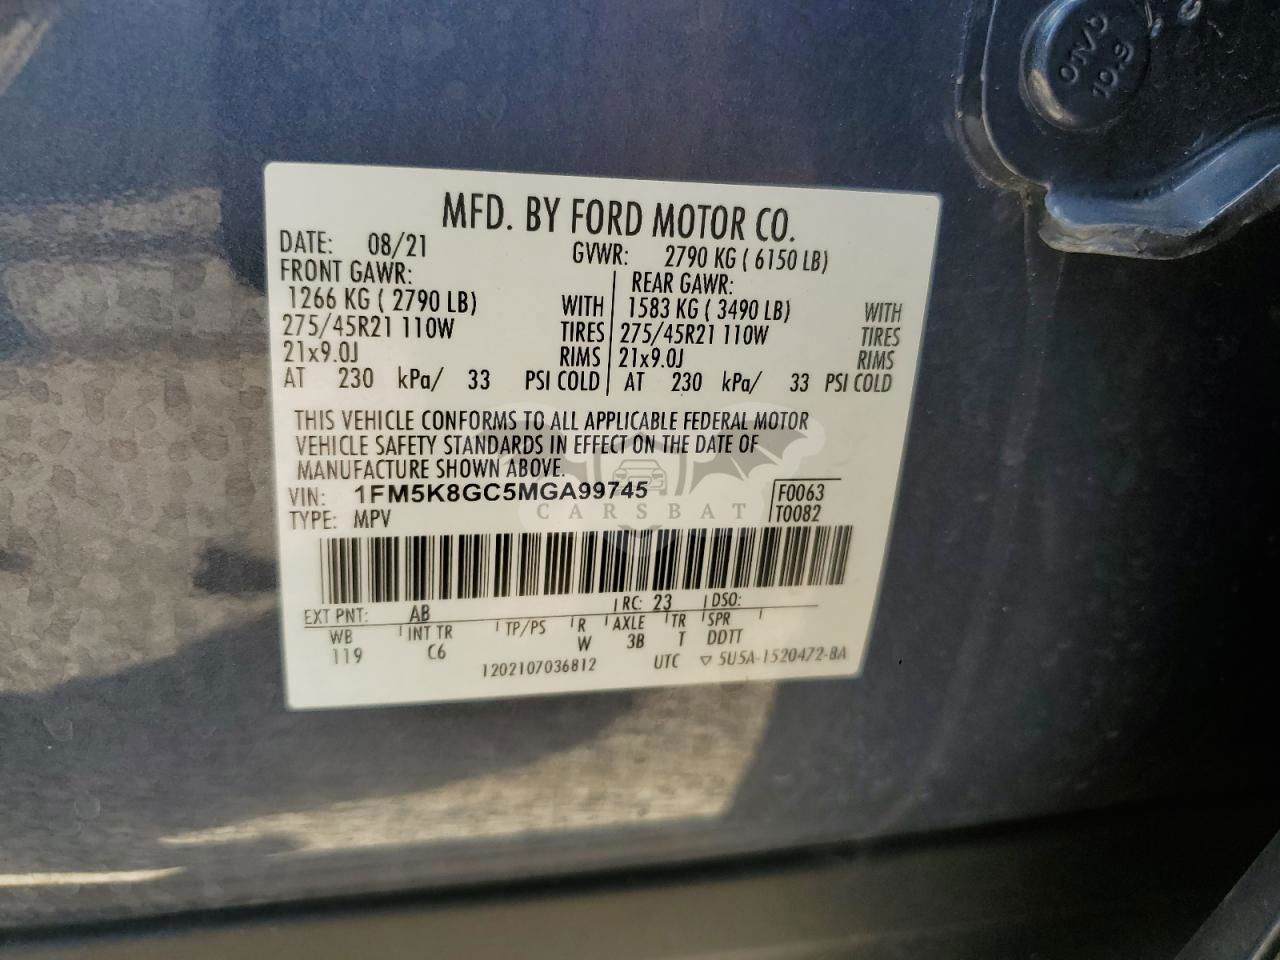 01V/b
10.9
MFD. BY FORD MOTOR CO.
DATE: 08/21 GVWR: 2790 KG ( 6150 LB)
FRONT GAWR: REAR GAWR:
1266 KG ( 2790 LB) WITH 1583 KG ( 3490 LB) WITH
275/45R21 110W TIRES 275/45R21 110W TIRES
21x9.0J RIMS 21x9.0J RIMS
AT 230 kPa/ 33 PSI COLD AT 230 kPa/ 33 PSI COLD
THIS VEHICLE CONFORMS TO ALL APPLICABLE FEDERAL MOTOR
VEHICLE SAFETY STANDARDS IN EFFECT ON THE DATE OF
MANUFACTURE SHOWN ABOVE.
VIN: 1FM5K8GC5MGA99745 F0063
TYPE: MPV T0082
CARSBAT
EXT PNT: AB RC: 23 DSO:
WB INT TR TP/PS R AXLE TR SPR
119 C6 W 3B T DDTT
1202107036812 UTC ▽ 5U5A-1520472-BA